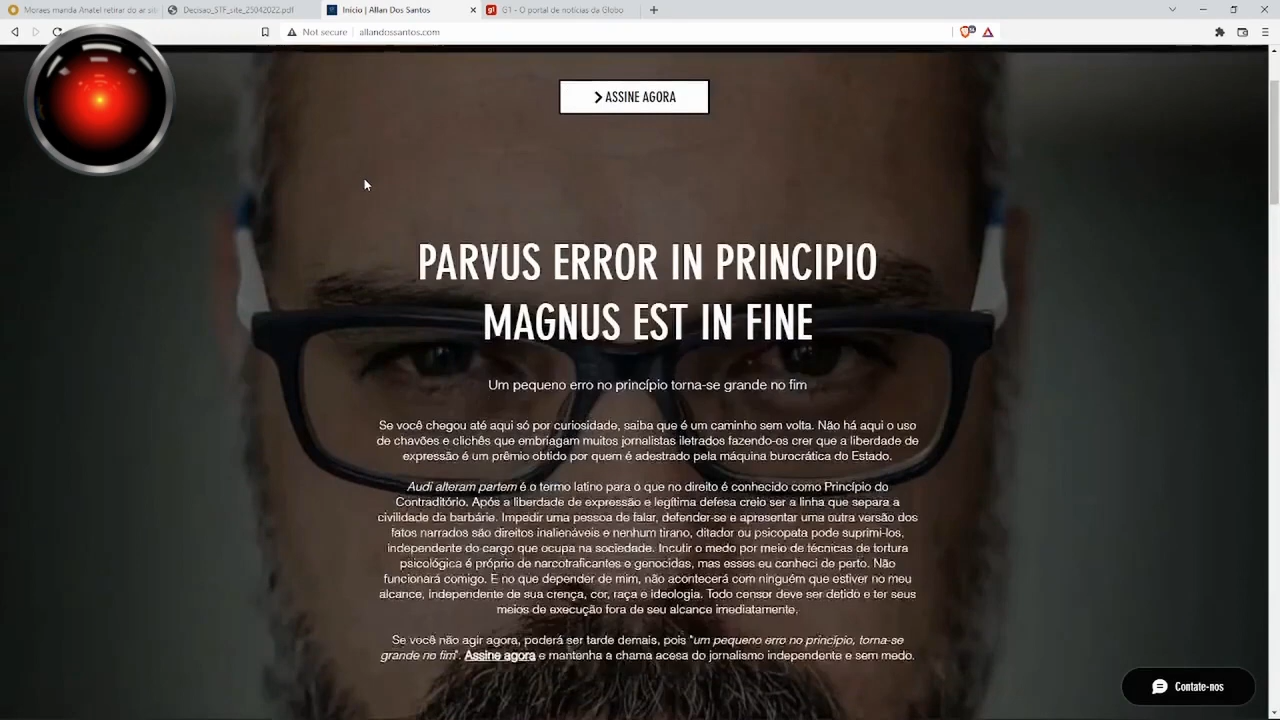 Moraes manda Anatel retirar do ar si
Decisao_STF_site_25042022.pdf
Início | Allan Dos Santos
G1 - O portal de notícias da Globo
Not secure
allandossantos.com
ASSINE AGORA
PARVUS ERROR IN PRINCIPIO
MAGNUS EST IN FINE
Um pequeno erro no princípio torna-se grande no fim
Se você chegou até aqui só por curiosidade, saiba que é um caminho sem volta. Não há aqui o uso
de chavões e clichês que embriagam muitos jornalistas iletrados fazendo-os crer que a liberdade de
expressão é um prêmio obtido por quem é adestrado pela máquina burocrática do Estado.
Audi alteram partem é o termo latino para o que no direito é conhecido como Princípio do
Contraditório. Após a liberdade de expressão e legítima defesa creio ser a linha que separa a
civilidade da barbárie. Impedir uma pessoa de falar, defender-se e apresentar uma outra versão dos
fatos narrados são direitos inalienáveis e nenhum tirano, ditador ou psicopata pode suprimi-los,
independente do cargo que ocupa na sociedade. Incutir o medo por meio de técnicas de tortura
psicológica é próprio de narcotraficantes e genocidas, mas esses eu conheci de perto. Não
funcionará comigo. E no que depender de mim, não acontecerá com ninguém que estiver no meu
alcance, independente de sua crença, cor, raça e ideologia. Todo censor deve ser detido e ter seus
meios de execução fora de seu alcance imediatamente.
Se você não agir agora, poderá ser tarde demais, pois "um pequeno erro no princípio, torna-se
grande no fim". Assine agora e mantenha a chama acesa do jornalismo independente e sem medo.
Contate-nos